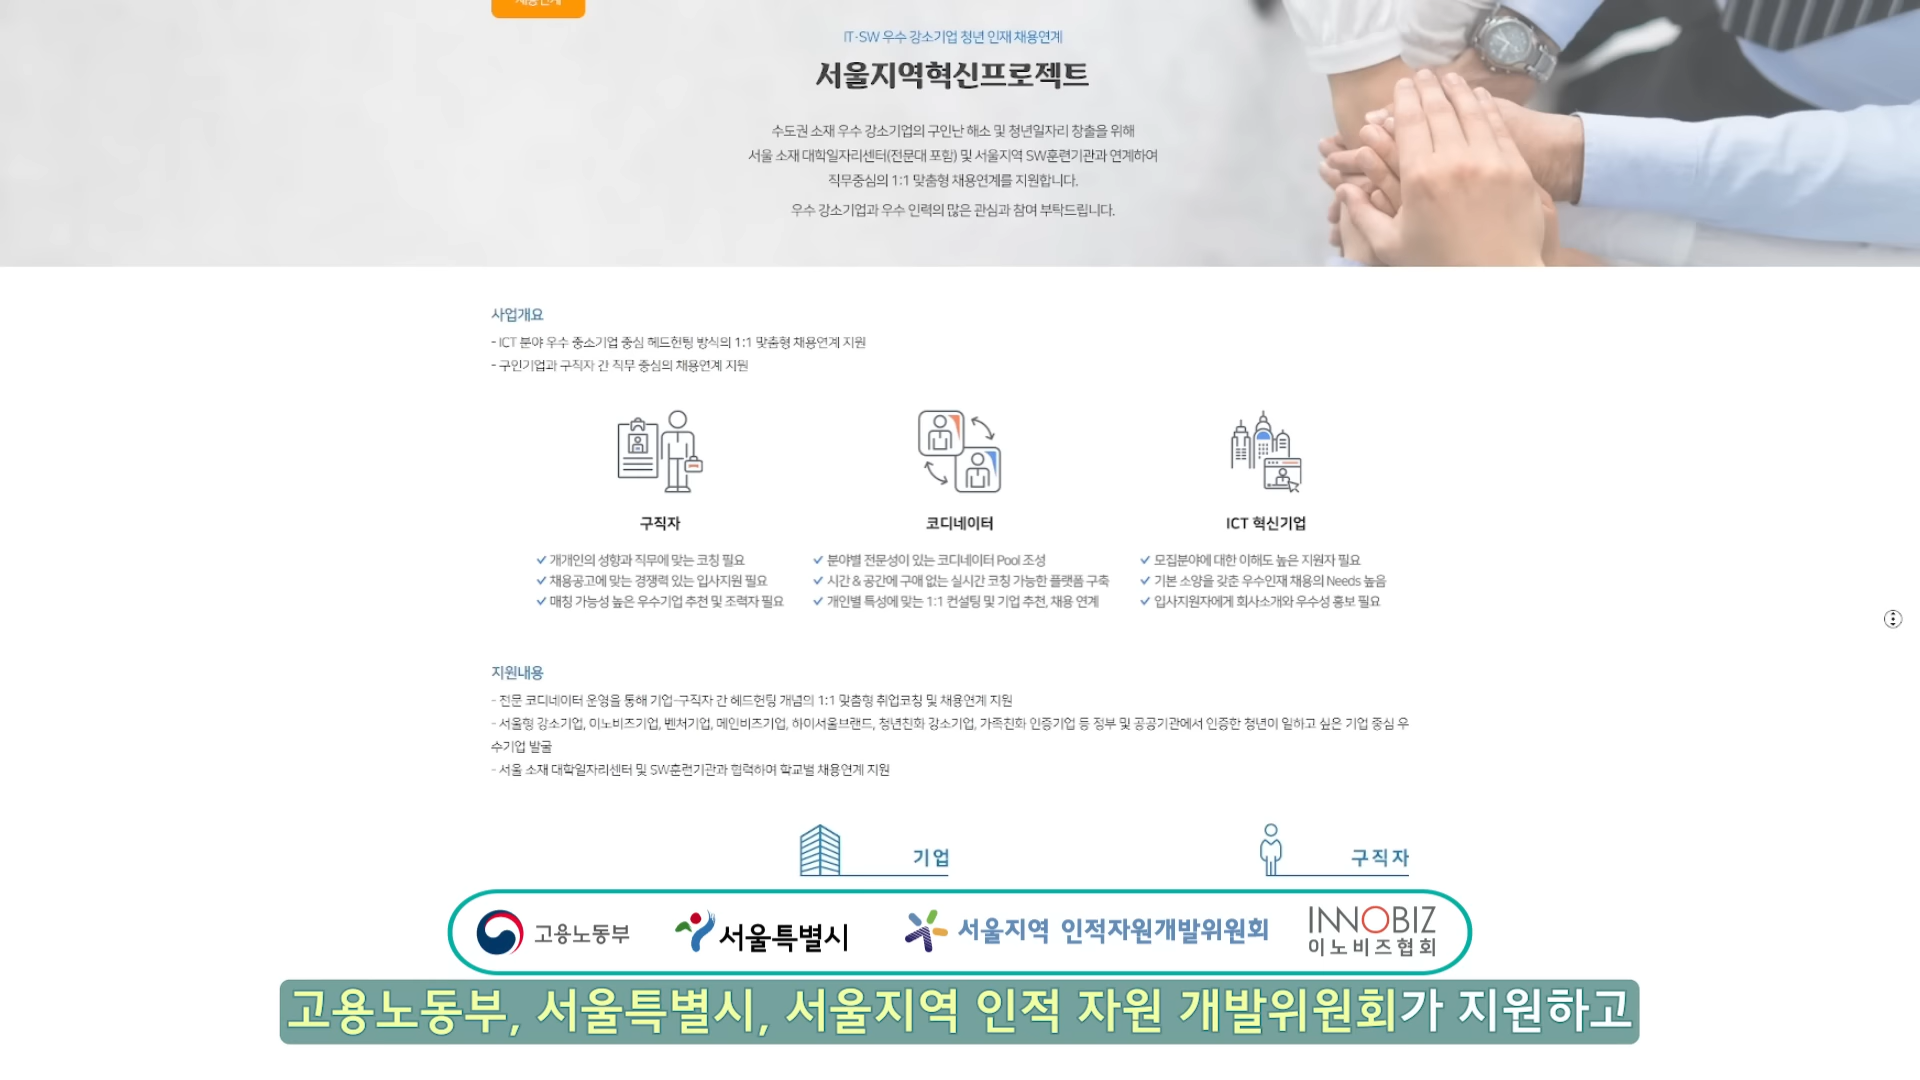 채용연계
IT·SW 우수 강소기업 청년 인재 채용연계
서울지역혁신프로젝트
수도권 소재 우수 강소기업의 구인난 해소 및 청년일자리 창출을 위해
서울 소재 대학일자리센터(전문대 포함) 및 서울지역 SW훈련기관과 연계하여
직무중심의 1:1 맞춤형 채용연계를 지원합니다.
우수 강소기업과 우수 인력의 많은 관심과 참여 부탁드립니다.
사업개요
- ICT 분야 우수 중소기업 중심 헤드헌팅 방식의 1:1 맞춤형 채용연계 지원
- 구인기업과 구직자 간 직무 중심의 채용연계 지원
구직자
개개인의 성향과 직무에 맞는 코칭 필요
채용공고에 맞는 경쟁력 있는 입사지원 필요
매칭 가능성 높은 우수기업 추천 및 조력자 필요
코디네이터
분야별 전문성이 있는 코디네이터 Pool 조성
시간 & 공간에 구애 없는 실시간 코칭 가능한 플랫폼 구축
개인별 특성에 맞는 1:1 컨설팅 및 기업 추천, 채용 연계
ICT 혁신기업
모집분야에 대한 이해도 높은 지원자 필요
기본 소양을 갖춘 우수인재 채용의 Needs 높음
입사지원자에게 회사소개와 우수성 홍보 필요
지원내용
- 전문 코디네이터 운영을 통해 기업-구직자 간 헤드헌팅 개념의 1:1 맞춤형 취업코칭 및 채용연계 지원
- 서울형 강소기업, 이노비즈기업, 벤처기업, 메인비즈기업, 하이서울브랜드, 청년친화 강소기업, 가족친화 인증기업 등 정부 및 공공기관에서 인증한 청년이 일하고 싶은 기업 중심 우
수기업 발굴
- 서울 소재 대학일자리센터 및 SW훈련기관과 협력하여 학교별 채용연계 지원
기업
구직자
고용노동부
서울특별시
서울지역 인적자원개발위원회
INNOBIZ
이노비즈협회
고용노동부, 서울특별시, 서울지역 인적 자원 개발위원회가 지원하고